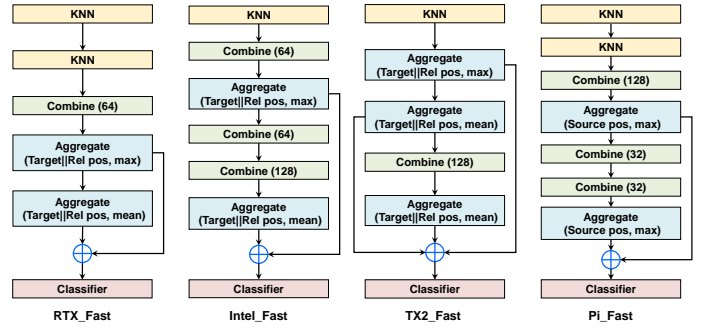 KNN
KNN
Combine (64)
Aggregate
(Target||Rel pos, max)
Aggregate
(Target||Rel pos, mean)
Classifier
RTX_Fast
KNN
Combine (64)
Aggregate
(Target||Rel pos, max)
Combine (64)
Combine (128)
Aggregate
(Target||Rel pos, mean)
Classifier
Intel_Fast
KNN
Aggregate
(Target||Rel pos, max)
Aggregate
(Target||Rel pos, mean)
Combine (128)
Aggregate
(Target||Rel pos, mean)
Classifier
TX2_Fast
KNN
KNN
Combine (128)
Aggregate
(Source pos, max)
Combine (32)
Combine (32)
Aggregate
(Source pos, max)
Classifier
Pi_Fast